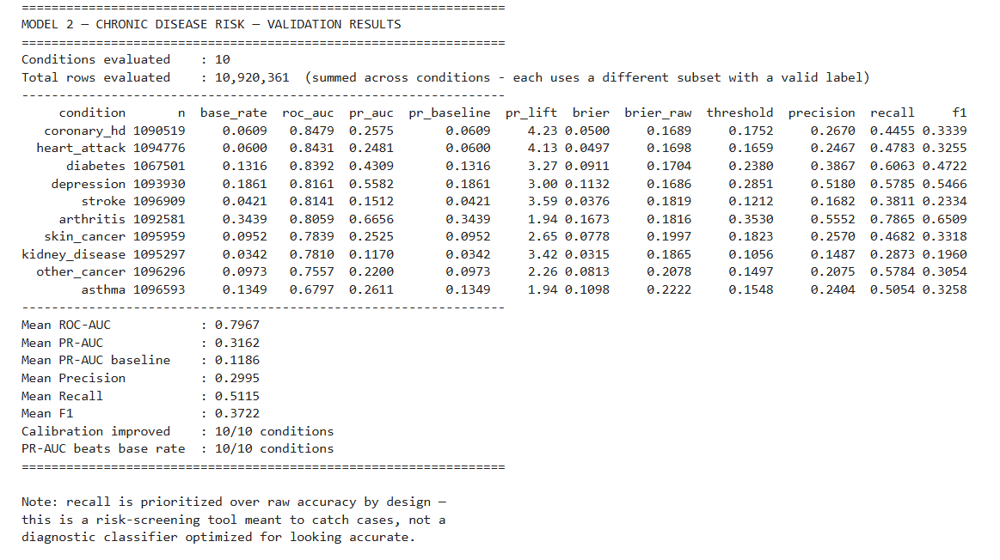 =================================================================
MODEL 2 — CHRONIC DISEASE RISK — VALIDATION RESULTS
=================================================================
Conditions evaluated    : 10
Total rows evaluated    : 10,920,361  (summed across conditions - each uses a different subset with a valid label)
-----------------------------------------------------------------
     condition       n  base_rate  roc_auc  pr_auc  pr_baseline  pr_lift  brier  brier_raw  threshold  precision  recall     f1
   coronary_hd 1090519     0.0609   0.8479  0.2575       0.0609     4.23 0.0500     0.1689     0.1752     0.2670  0.4455 0.3339
  heart_attack 1094776     0.0600   0.8431  0.2481       0.0600     4.13 0.0497     0.1698     0.1659     0.2467  0.4783 0.3255
      diabetes 1067501     0.1316   0.8392  0.4309       0.1316     3.27 0.0911     0.1704     0.2380     0.3867  0.6063 0.4722
    depression 1093930     0.1861   0.8161  0.5582       0.1861     3.00 0.1132     0.1686     0.2851     0.5180  0.5785 0.5466
        stroke 1096909     0.0421   0.8141  0.1512       0.0421     3.59 0.0376     0.1819     0.1212     0.1682  0.3811 0.2334
     arthritis 1092581     0.3439   0.8059  0.6656       0.3439     1.94 0.1673     0.1816     0.3530     0.5552  0.7865 0.6509
   skin_cancer 1095959     0.0952   0.7839  0.2525       0.0952     2.65 0.0778     0.1997     0.1823     0.2570  0.4682 0.3318
kidney_disease 1095297     0.0342   0.7810  0.1170       0.0342     3.42 0.0315     0.1865     0.1056     0.1487  0.2873 0.1960
  other_cancer 1096296     0.0973   0.7557  0.2200       0.0973     2.26 0.0813     0.2078     0.1497     0.2075  0.5784 0.3054
        asthma 1096593     0.1349   0.6797  0.2611       0.1349     1.94 0.1098     0.2222     0.1548     0.2404  0.5054 0.3258
-----------------------------------------------------------------
Mean ROC-AUC            : 0.7967
Mean PR-AUC             : 0.3162
Mean PR-AUC baseline    : 0.1186
Mean Precision          : 0.2995
Mean Recall             : 0.5115
Mean F1                 : 0.3722
Calibration improved    : 10/10 conditions
PR-AUC beats base rate  : 10/10 conditions
=================================================================
Note: recall is prioritized over raw accuracy by design —
this is a risk-screening tool meant to catch cases, not a
diagnostic classifier optimized for looking accurate.